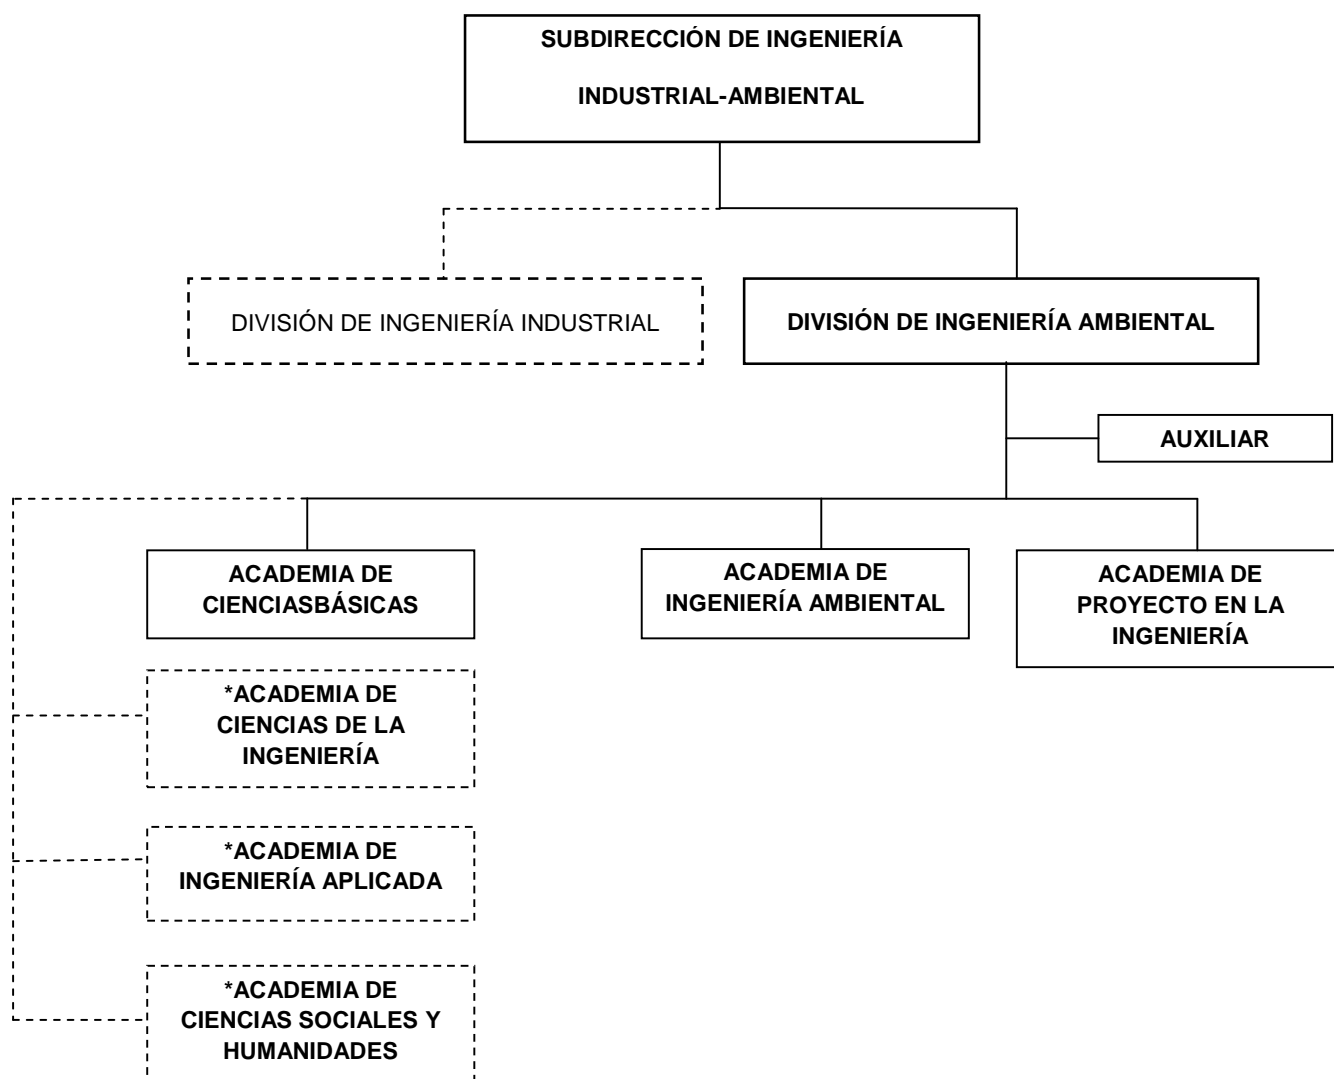 SUBDIRECCIÓN DE INGENIERÍA
INDUSTRIAL-AMBIENTAL
DIVISIÓN DE INGENIERÍA INDUSTRIAL
DIVISIÓN DE INGENIERÍA AMBIENTAL
AUXILIAR
ACADEMIA DE
CIENCIASBÁSICAS
ACADEMIA DE
INGENIERÍA AMBIENTAL
ACADEMIA DE
PROYECTO EN LA
INGENIERÍA
*ACADEMIA DE
CIENCIAS DE LA
INGENIERÍA
*ACADEMIA DE
INGENIERÍA APLICADA
*ACADEMIA DE
CIENCIAS SOCIALES Y
HUMANIDADES